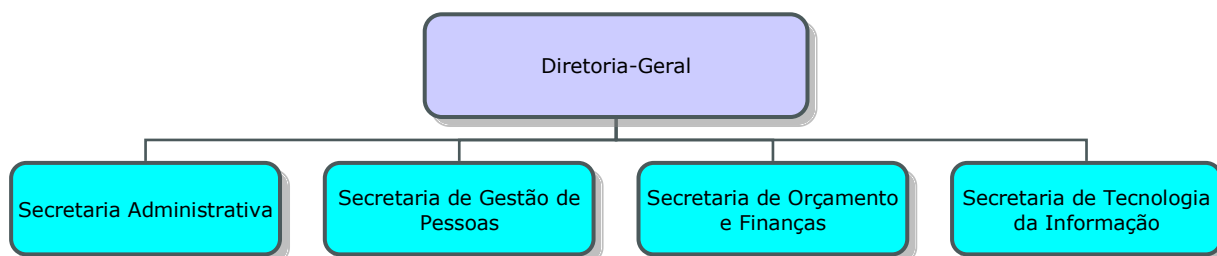 Diretoria-Geral
Secretaria Administrativa
Secretaria de Gestão de
Pessoas
Secretaria de Orçamento
e Finanças
Secretaria de Tecnologia
da Informação